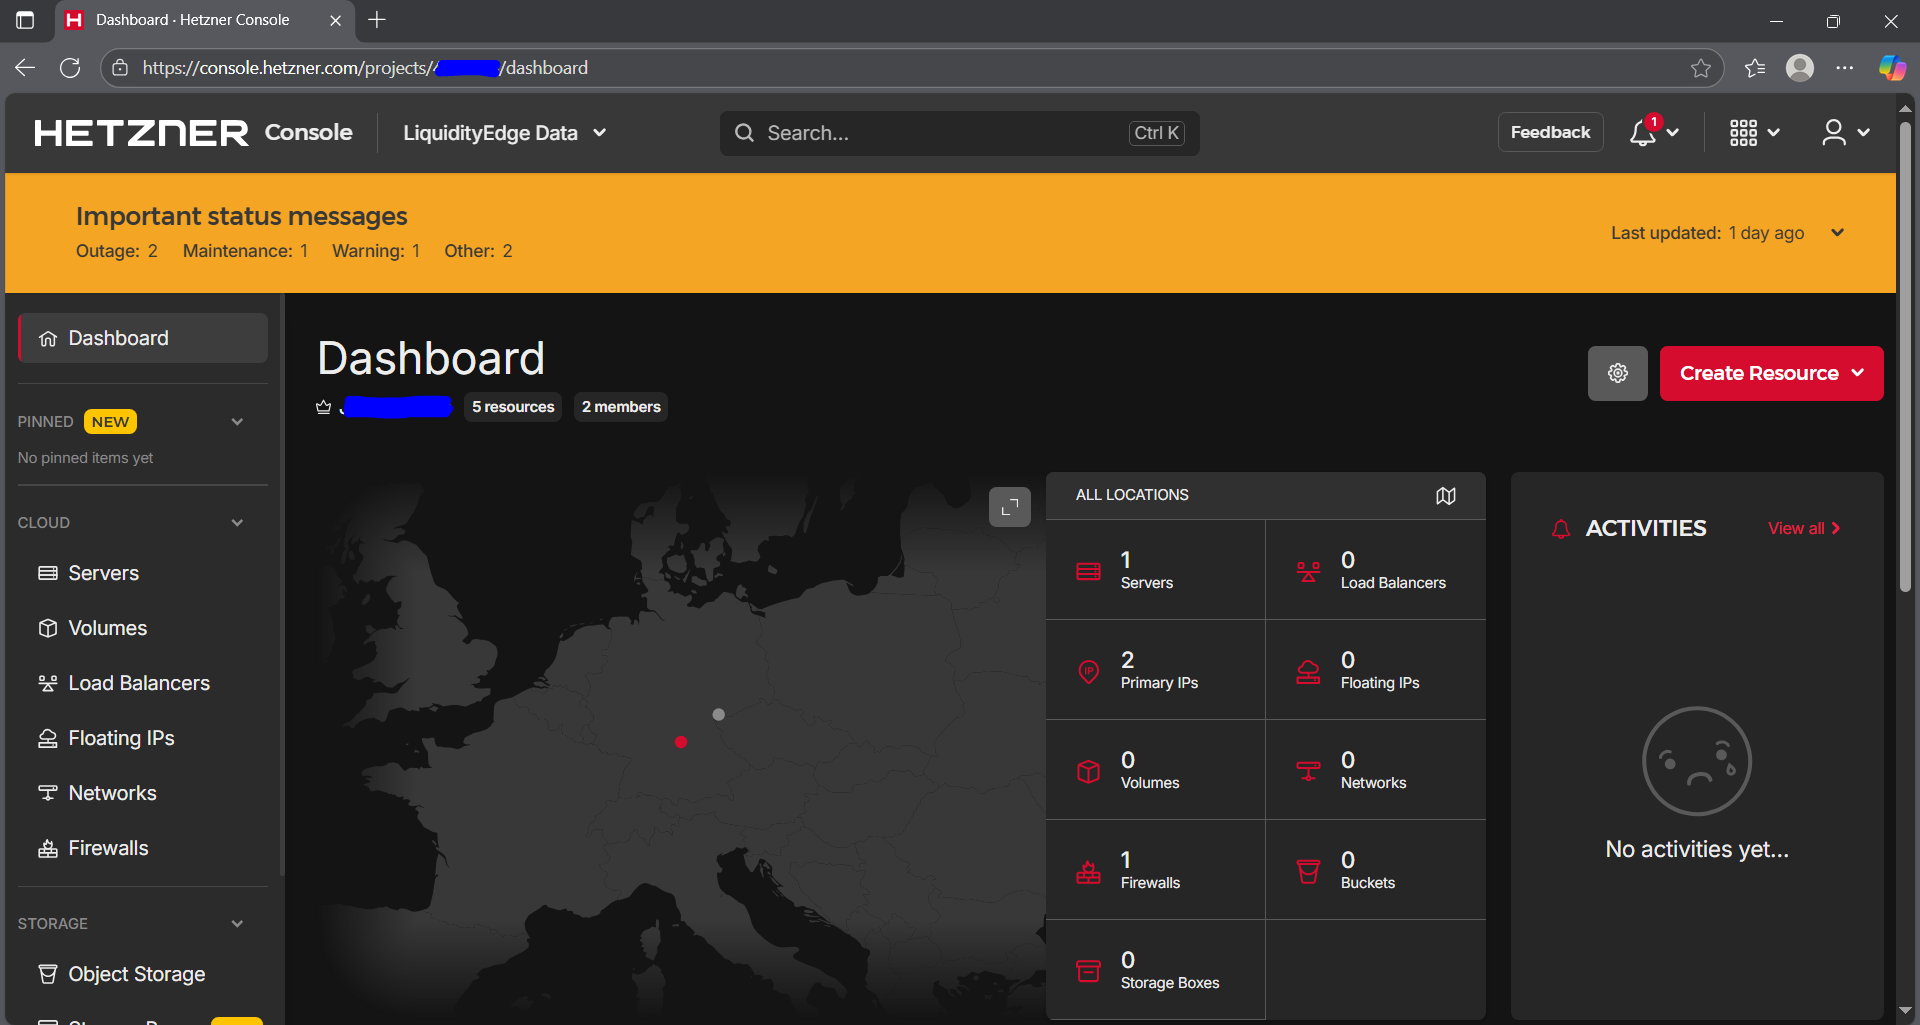 Dashboard · Hetzner Console
https://console.hetzner.com/projects/ /dashboard
HETZNER Console
LiquidityEdge Data
Search...
Ctrl K
Feedback
1
Important status messages
Outage: 2 Maintenance: 1 Warning: 1 Other: 2
Last updated: 1 day ago
Dashboard
PINNED NEW
No pinned items yet
CLOUD
Servers
Volumes
Load Balancers
Floating IPs
Networks
Firewalls
STORAGE
Object Storage
Dashboard
5 resources
2 members
Create Resource
ALL LOCATIONS
1
Servers
0
Load Balancers
2
Primary IPs
0
Floating IPs
0
Volumes
0
Networks
1
Firewalls
0
Buckets
0
Storage Boxes
ACTIVITIES
View all
No activities yet...